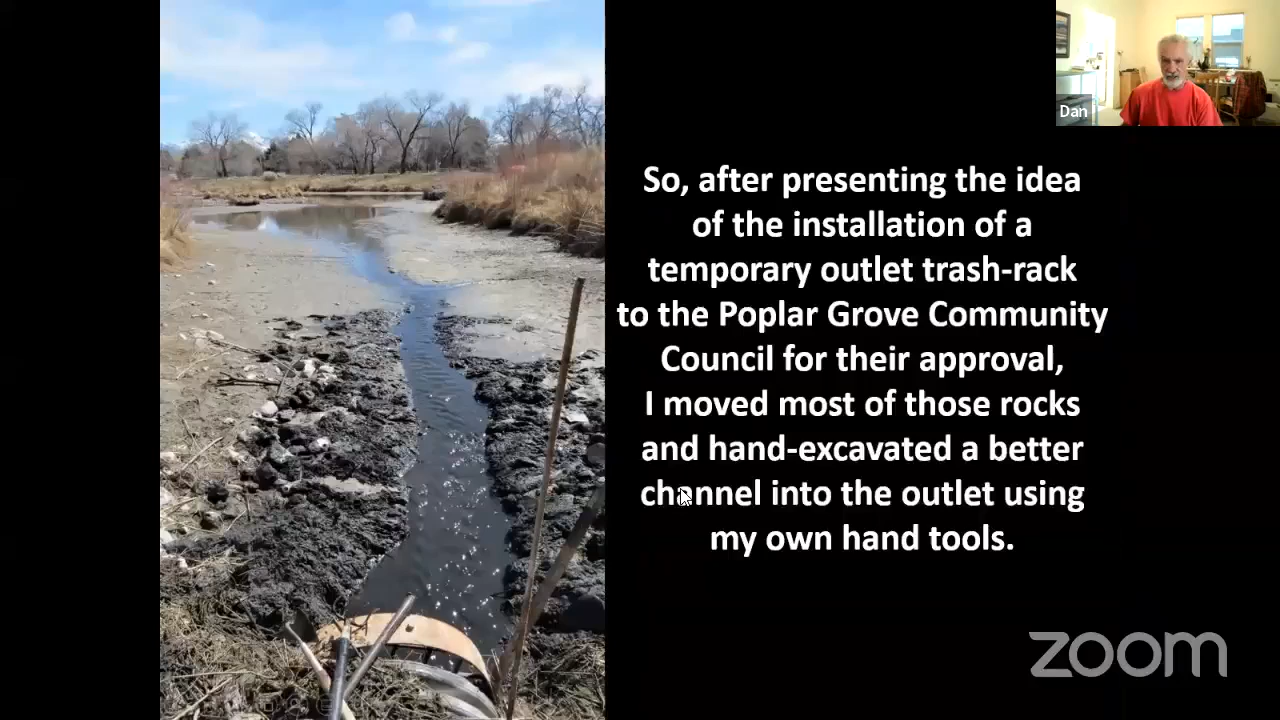 Dan
So, after presenting the idea
of the installation of a
temporary outlet trash-rack
to the Poplar Grove Community
Council for their approval,
I moved most of those rocks
and hand-excavated a better
channel into the outlet using
my own hand tools.
zoom